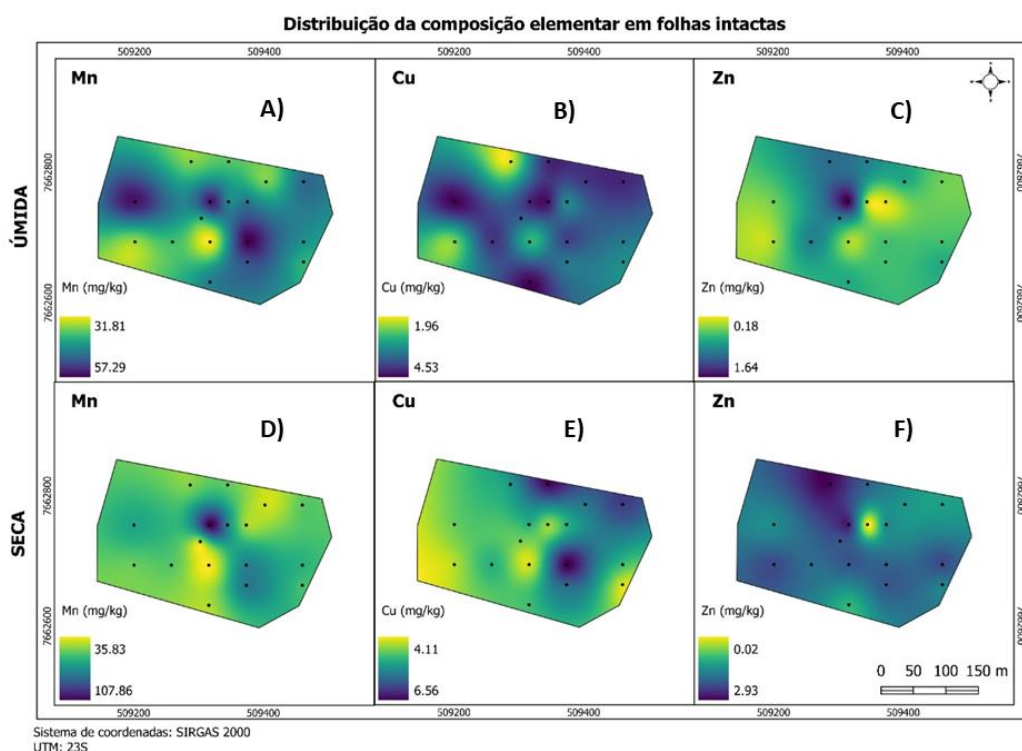 Distribuição da composição elementar em folhas intactas
509200 509400 509200 509400 509200 509400
Mn Cu Zn
A) B) C)
ÚMIDA
7662800
7662600
7662800
7662600
Mn (mg/kg)
31.81
57.29
Cu (mg/kg)
1.96
4.53
Zn (mg/kg)
0.18
1.64
Mn Cu Zn
D) E) F)
SECA
7662800
7662600
7662800
7662600
Mn (mg/kg)
35.83
107.86
Cu (mg/kg)
4.11
6.56
Zn (mg/kg)
0.02
2.93
0 50 100 150 m
509200 509400 509200 509400 509200 509400
Sistema de coordenadas: SIRGAS 2000
UTM: 23S